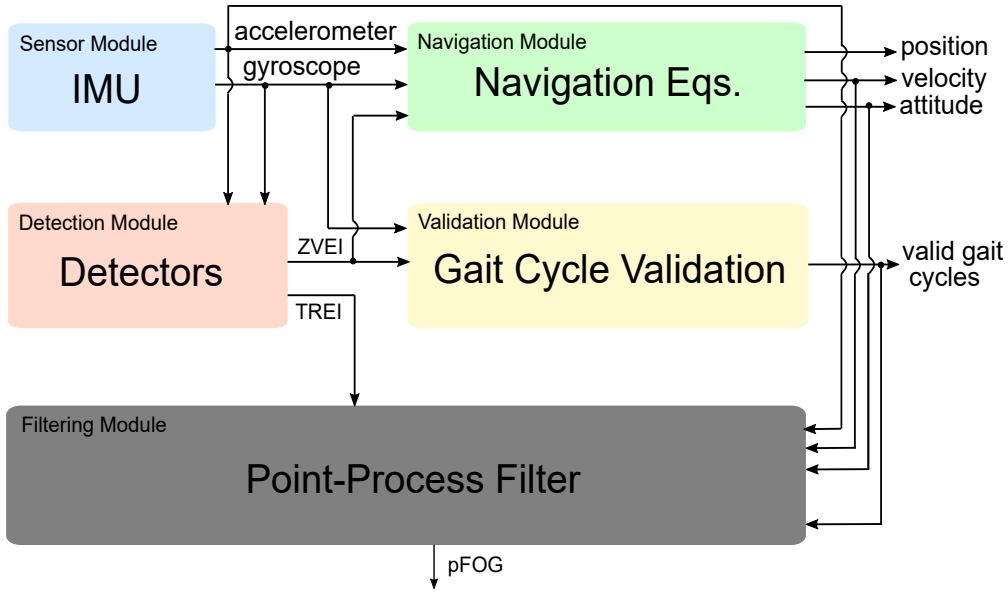 Sensor Module
IMU
accelerometer
gyroscope
Navigation Module
Navigation Eqs.
position
velocity
attitude
Detection Module
Detectors
ZVEI
TREI
Validation Module
Gait Cycle Validation
valid gait
cycles
Filtering Module
Point-Process Filter
pFOG